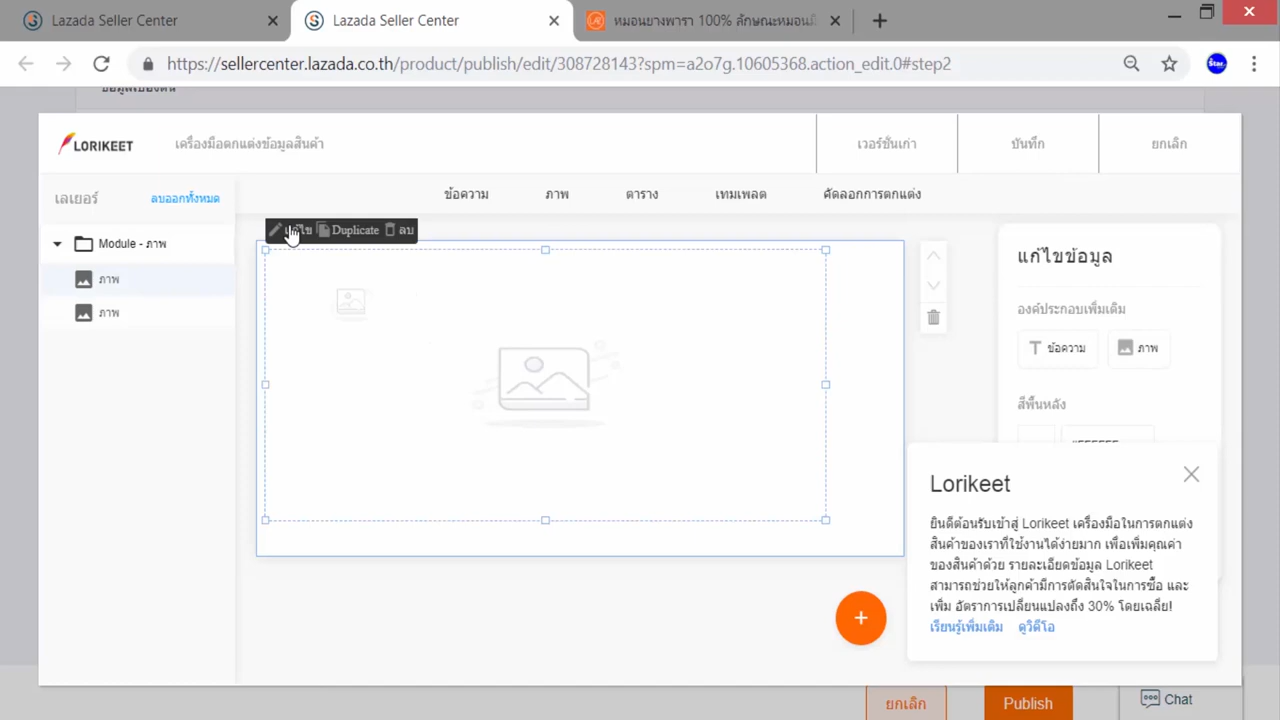 Lazada Seller Center
Lazada Seller Center
หมอนยางพารา 100% ลักษณะหมอนมี
https://sellercenter.lazada.co.th/product/publish/edit/308728143?spm=a2o7g.10605368.action_edit.0#step2
LORIKEET
เครื่องมือตกแต่งข้อมูลสินค้า
เวอร์ชั่นเก่า
บันทึก
ยกเลิก
เลเยอร์
ลบออกทั้งหมด
ข้อความ
ภาพ
ตาราง
เทมเพลต
คัดลอกการตกแต่ง
Module - ภาพ
ภาพ
ภาพ
แก้ไข
Duplicate
ลบ
แก้ไขข้อมูล
องค์ประกอบเพิ่มเติม
ข้อความ
ภาพ
สีพื้นหลัง
Lorikeet
ยินดีต้อนรับเข้าสู่ Lorikeet เครื่องมือในการตกแต่ง
สินค้าของเราที่ใช้งานได้ง่ายมาก เพื่อเพิ่มคุณค่า
ของสินค้าด้วย รายละเอียดข้อมูล Lorikeet
สามารถช่วยให้ลูกค้ามีการตัดสินใจในการซื้อ และ
เพิ่ม อัตราการเปลี่ยนแปลงถึง 30% โดยเฉลี่ย!
เรียนรู้เพิ่มเติม ดูวิดีโอ
ยกเลิก
Publish
Chat